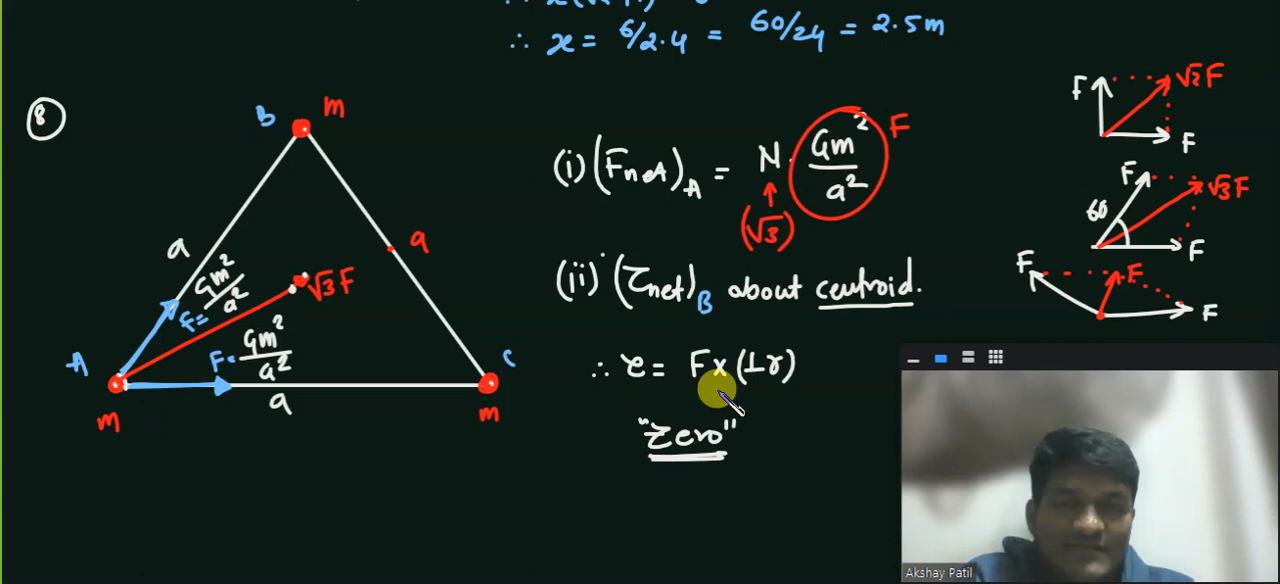 ∴ x = 6/2.4 = 60/24 = 2.5m
⑧
B m
a
a
F = Gm²/a²
√3F
A
F = Gm²/a²
C
m
a
m
(i) (Fnet)A = N · Gm²/a² F
(√3)
(ii) (τnet)B about centroid.
∴ τ = F×(⊥r)
"Zero"
F √2F
F
F √3F
60
F
F F
F
Akshay Patil